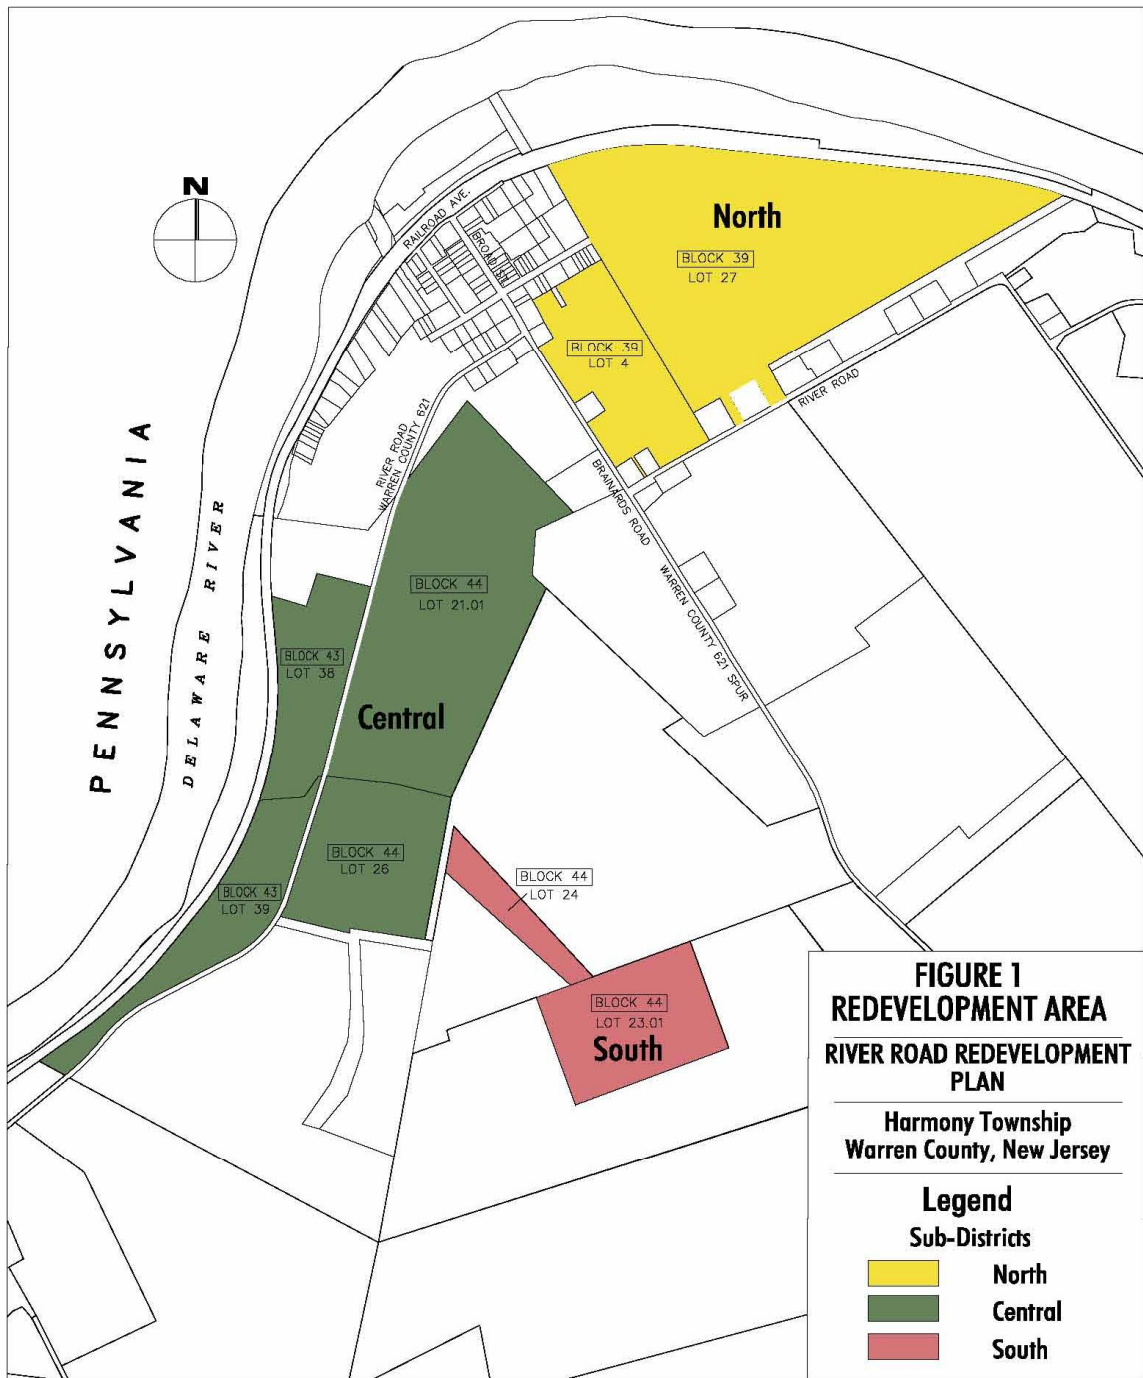 N
RAILROAD AVE.
BROAD ST.
North
BLOCK 39
LOT 27
BLOCK 39
LOT 4
RIVER ROAD
RIVER ROAD
WARREN COUNTY 621
BRAINARDS ROAD
WARREN COUNTY 621 SPUR
PENNSYLVANIA
DELAWARE RIVER
BLOCK 44
LOT 21.01
BLOCK 43
LOT 38
Central
BLOCK 44
LOT 26
BLOCK 43
LOT 39
BLOCK 44
LOT 24
BLOCK 44
LOT 23.01
South
FIGURE 1
REDEVELOPMENT AREA
RIVER ROAD REDEVELOPMENT
PLAN
Harmony Township
Warren County, New Jersey
Legend
Sub-Districts
North
Central
South